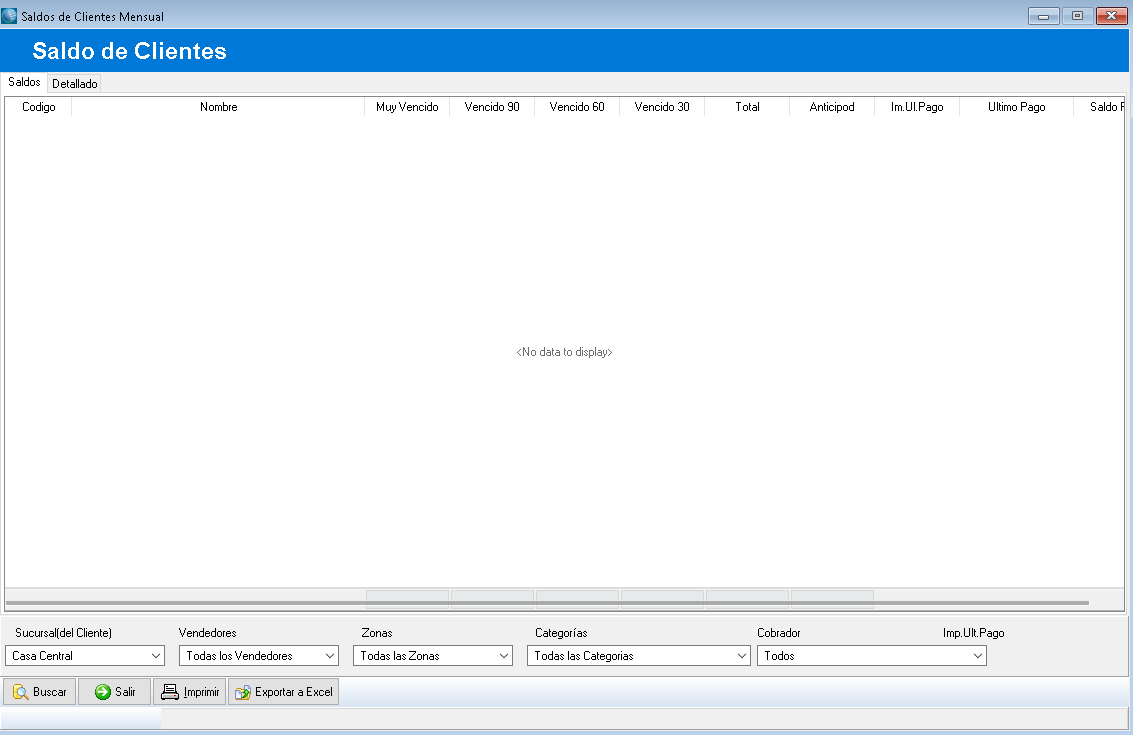 Saldos de Clientes Mensual
Saldo de Clientes
Saldos Detallado
Codigo Nombre Muy Vencido Vencido 90 Vencido 60 Vencido 30 Total Anticipod Im.Ul.Pago Ultimo Pago Saldo
<No data to display>
Sucursal(del Cliente) Vendedores Zonas Categorías Cobrador Imp.Ult.Pago
Casa Central Todas los Vendedores Todas las Zonas Todas las Categorias Todos
Buscar Salir Imprimir Exportar a Excel